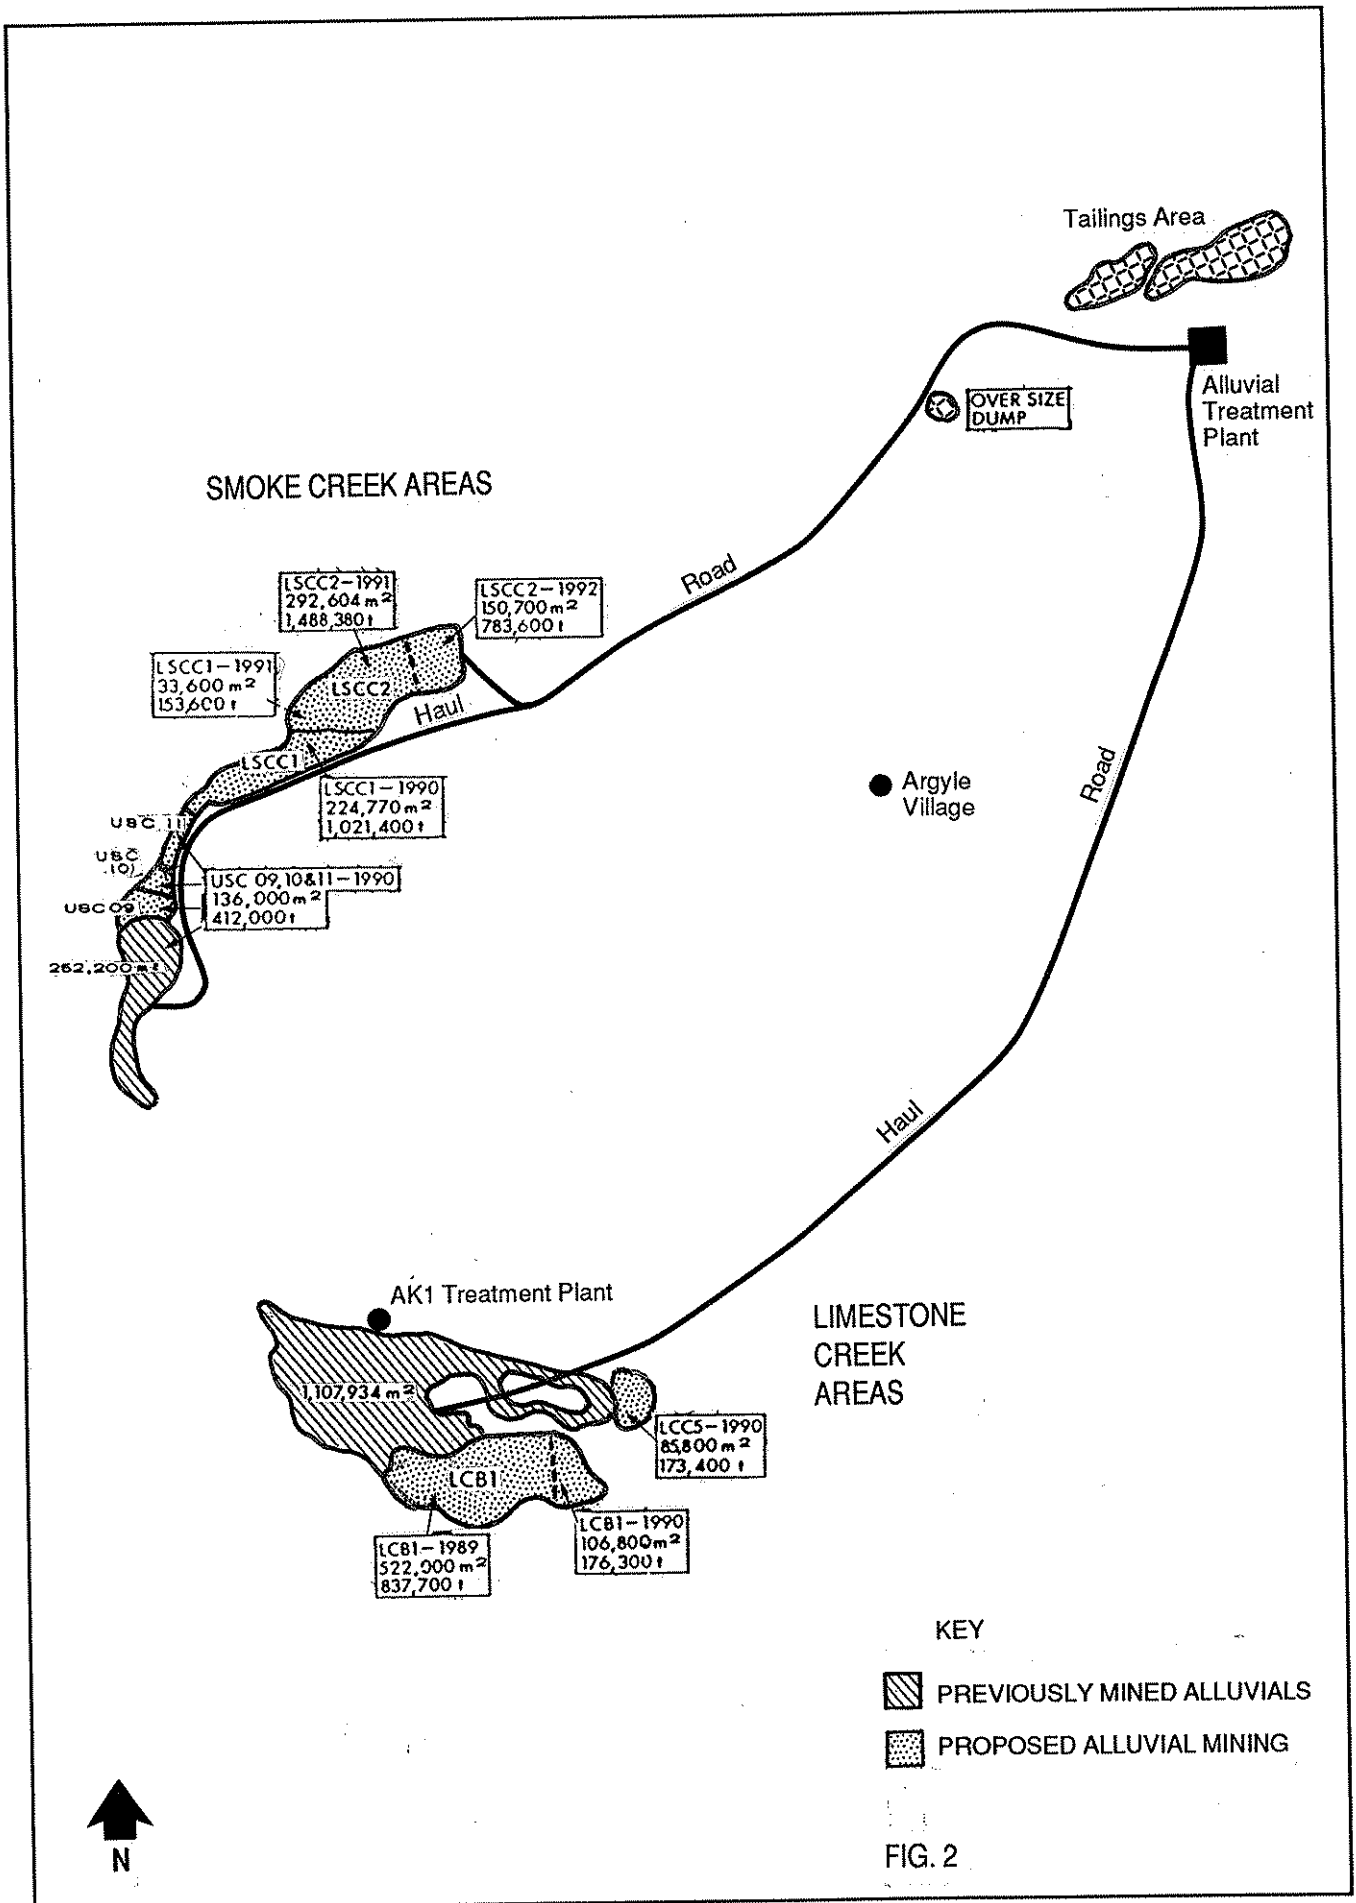 Tailings Area
OVER SIZE
DUMP
Alluvial
Treatment
Plant
SMOKE CREEK AREAS
Road
LSCC2-1991
292,604 m²
1,488,380 t
LSCC2-1992
150,700 m²
783,600 t
LSCC1-1991
33,600 m²
153,600 t
LSCC2
Haul
LSCC1
LSCC1-1990
224,770 m²
1,021,400 t
Argyle
Village
Road
USC 11
USC
(10)
USC 09,10&11-1990
136,000 m²
412,000 t
USC09
262,200 m²
Haul
AK1 Treatment Plant
LIMESTONE
CREEK
AREAS
1,107,934 m²
LCC5-1990
85,800 m²
173,400 t
LCB1
LCB1-1990
106,800 m²
176,300 t
LCB1-1989
522,000 m²
837,700 t
KEY
PREVIOUSLY MINED ALLUVIALS
PROPOSED ALLUVIAL MINING
N
FIG. 2